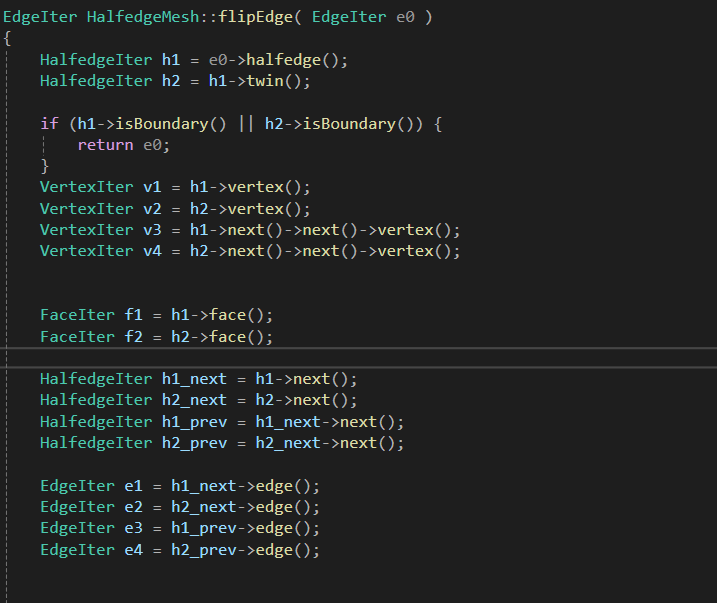 EdgeIter HalfedgeMesh::flipEdge( EdgeIter e0 )
{
HalfedgeIter h1 = e0->halfedge();
HalfedgeIter h2 = h1->twin();
if (h1->isBoundary() || h2->isBoundary()) {
return e0;
}
VertexIter v1 = h1->vertex();
VertexIter v2 = h2->vertex();
VertexIter v3 = h1->next()->next()->vertex();
VertexIter v4 = h2->next()->next()->vertex();
FaceIter f1 = h1->face();
FaceIter f2 = h2->face();
HalfedgeIter h1_next = h1->next();
HalfedgeIter h2_next = h2->next();
HalfedgeIter h1_prev = h1_next->next();
HalfedgeIter h2_prev = h2_next->next();
EdgeIter e1 = h1_next->edge();
EdgeIter e2 = h2_next->edge();
EdgeIter e3 = h1_prev->edge();
EdgeIter e4 = h2_prev->edge();